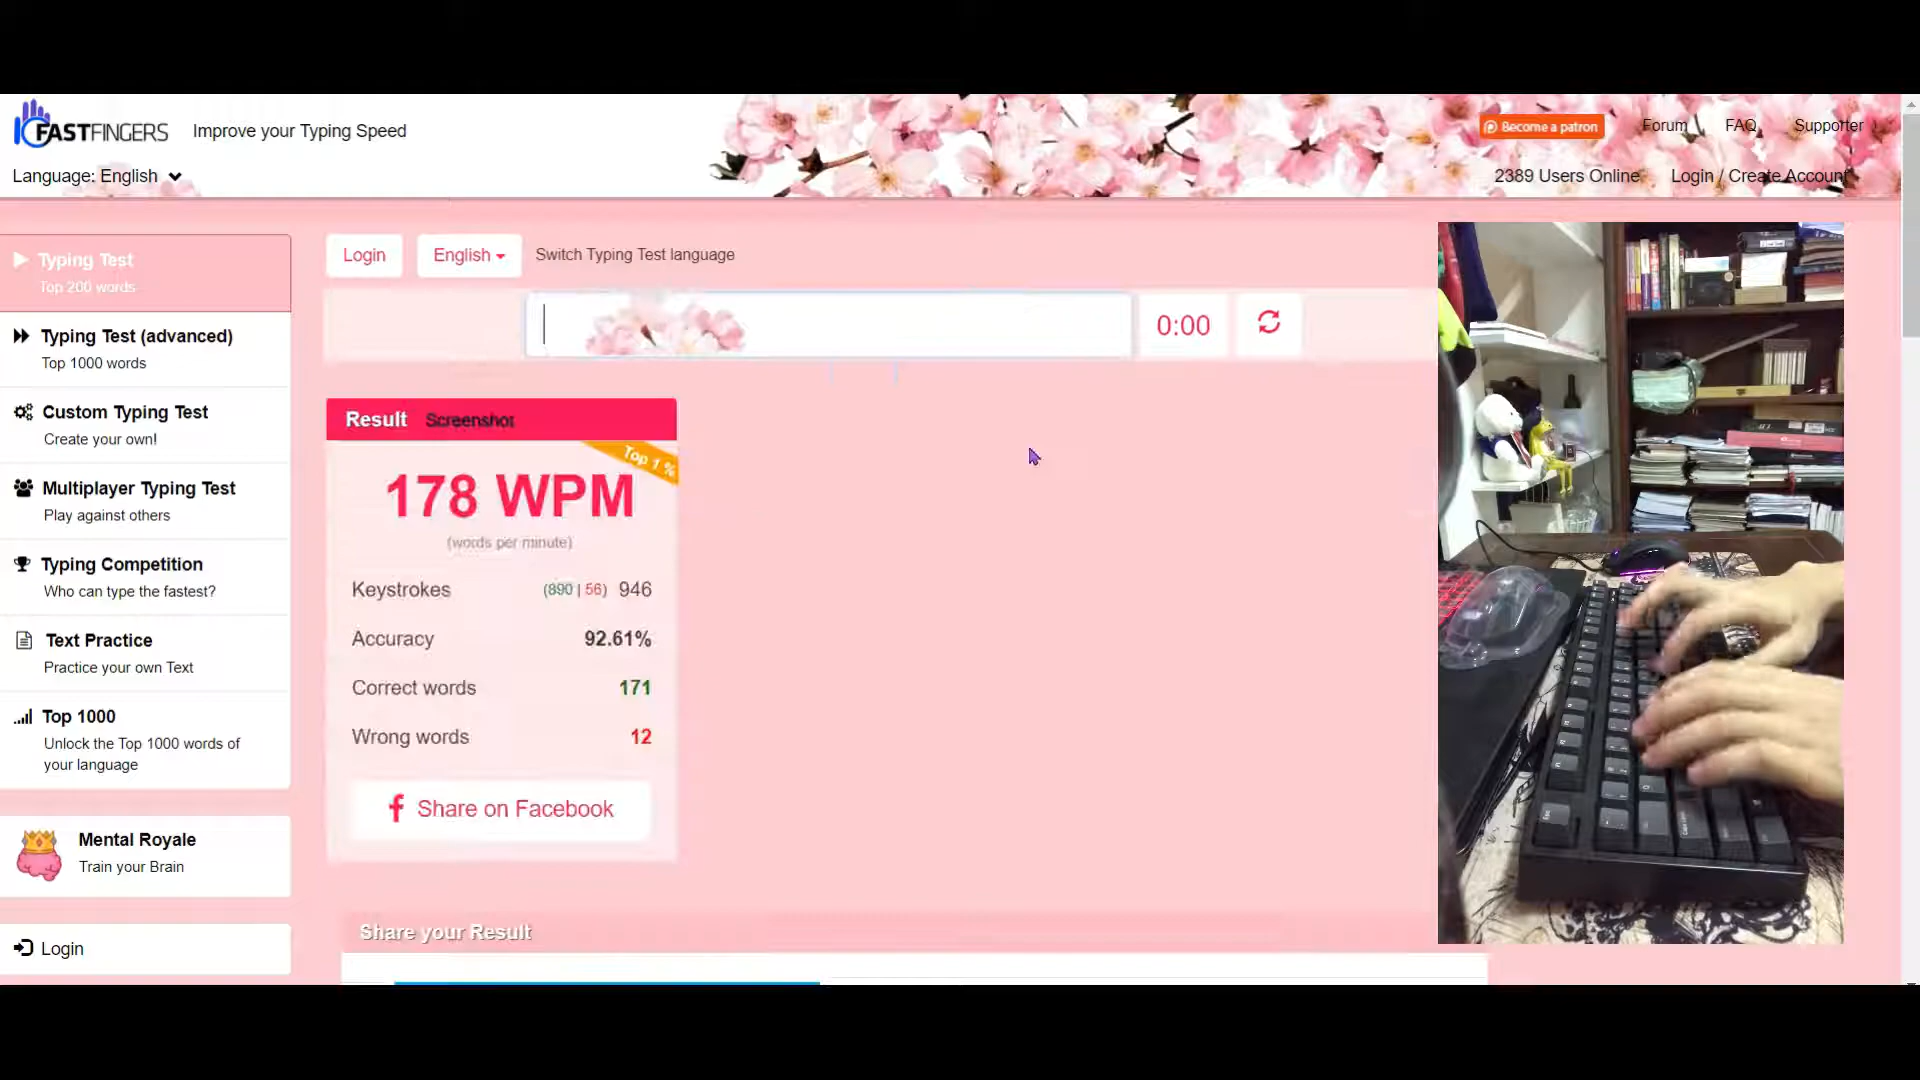 FASTFINGERS
Improve your Typing Speed
Become a patron
Forum
FAQ
Supporter
Language: English
2389 Users Online
Login / Create Account
Typing Test
Top 200 words
Typing Test (advanced)
Top 1000 words
Custom Typing Test
Create your own!
Multiplayer Typing Test
Play against others
Typing Competition
Who can type the fastest?
Text Practice
Practice your own Text
Top 1000
Unlock the Top 1000 words of
your language
Mental Royale
Train your Brain
Login
Login
English
Switch Typing Test language
0:00
Result Screenshot
Top 1 %
178 WPM
(words per minute)
Keystrokes (890 | 56) 946
Accuracy 92.61%
Correct words 171
Wrong words 12
Share on Facebook
Share your Result